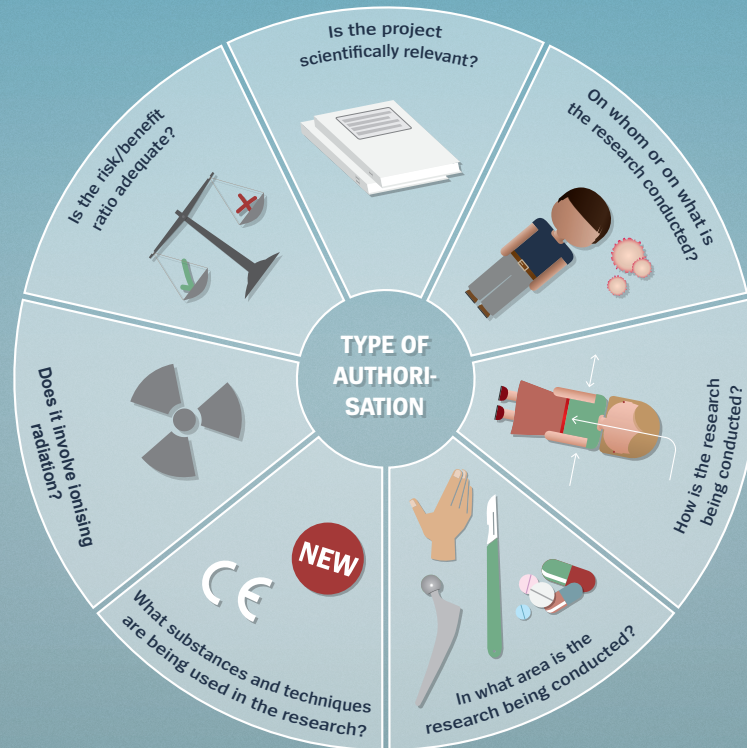 Is the project
scientifically relevant?
On whom or on what is
the research conducted?
How is the research
being conducted?
In what area is the
research being conducted?
What substances and techniques
are being used in the research?
NEW
CE
Does it involve ionising
radiation?
Is the risk/benefit
ratio adequate?
TYPE OF
AUTHORI-
SATION